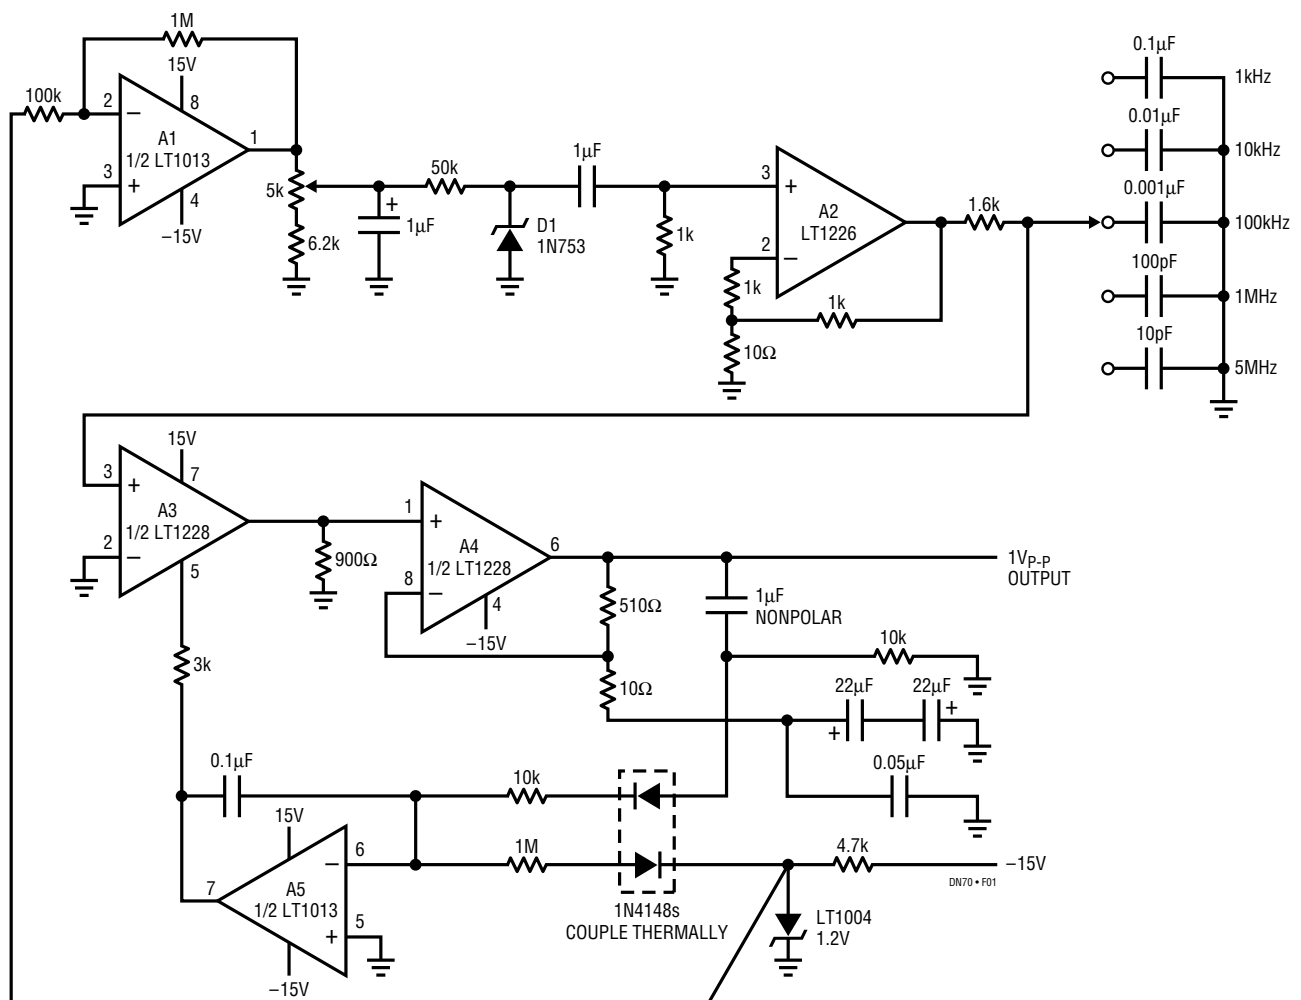 1M
15V
100k
2
8
−
A1
1/2 LT1013
1
3
+
4
−15V
5k
6.2k
+
1µF
50k
D1
1N753
1µF
1k
3
+
A2
LT1226
2
−
1k
1k
10Ω
1.6k
0.1µF
1kHz
0.01µF
10kHz
0.001µF
100kHz
100pF
1MHz
10pF
5MHz
15V
3
7
+
A3
1/2 LT1228
2
−
5
900Ω
1
+
A4
1/2 LT1228
6
8
−
4
−15V
510Ω
1µF
NONPOLAR
1VP-P
OUTPUT
10k
10Ω
22µF
22µF
+
+
0.05µF
3k
0.1µF
10k
15V
6
−
1M
7
A5
1/2 LT1013
5
+
−15V
1N4148s
COUPLE THERMALLY
4.7k
−15V
DN70 • F01
LT1004
1.2V